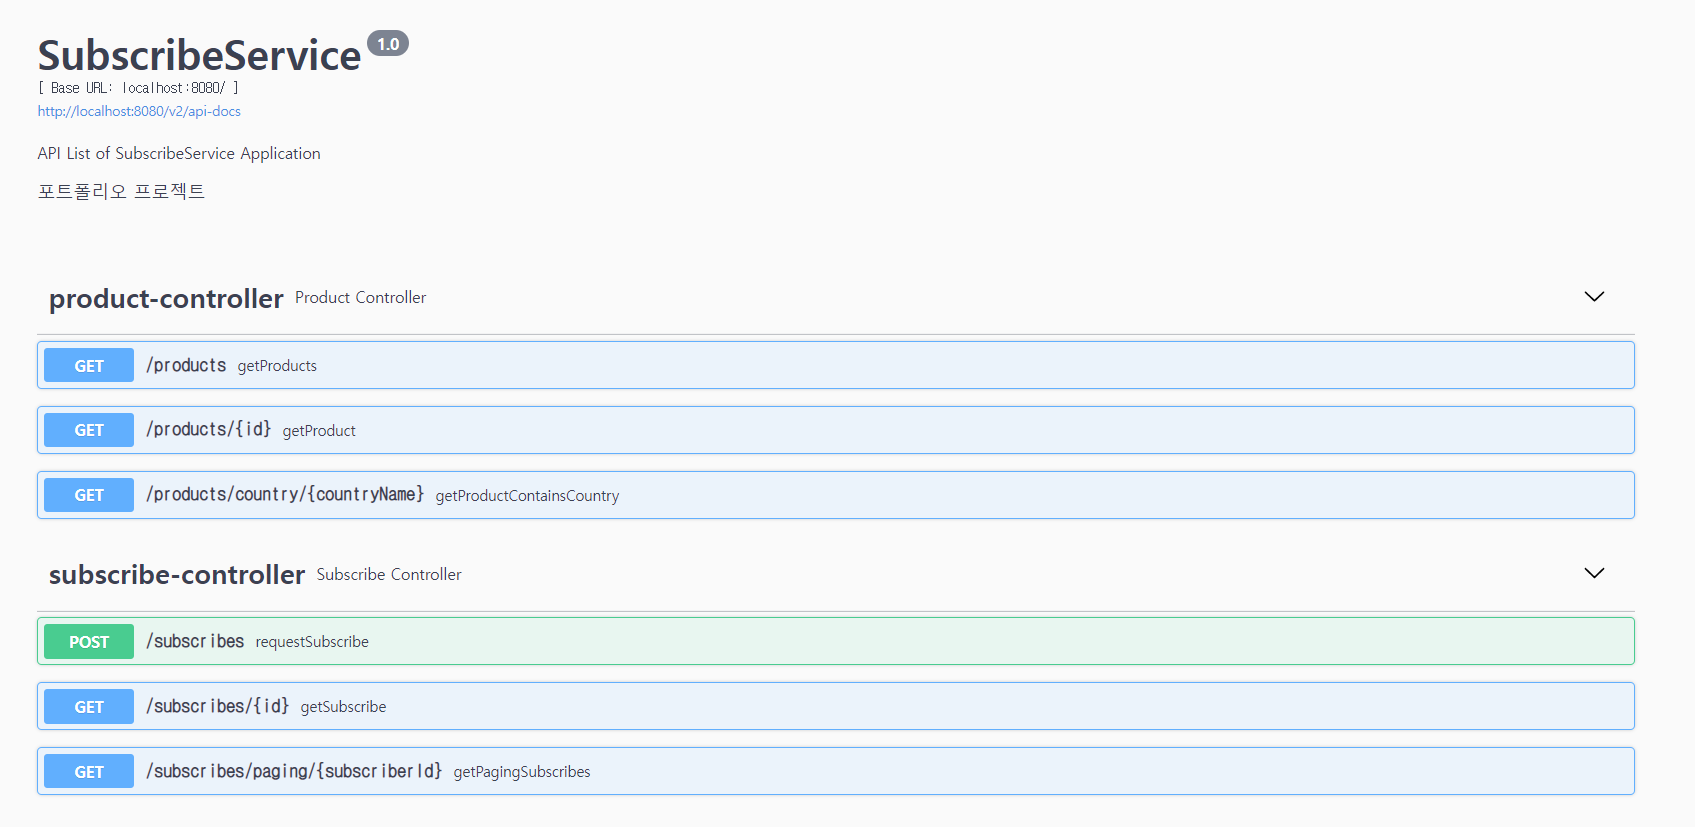 SubscribeService 1.0
[ Base URL: localhost:8080/ ]
http://localhost:8080/v2/api-docs
API List of SubscribeService Application
포트폴리오 프로젝트
product-controller Product Controller
GET /products getProducts
GET /products/{id} getProduct
GET /products/country/{countryName} getProductContainsCountry
subscribe-controller Subscribe Controller
POST /subscribes requestSubscribe
GET /subscribes/{id} getSubscribe
GET /subscribes/paging/{subscriberId} getPagingSubscribes